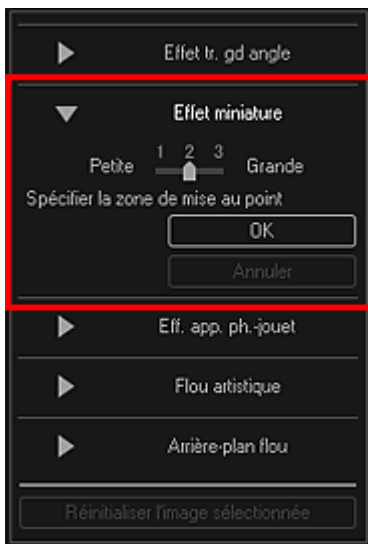 Effet tr. gd angle
Effet miniature
1 2 3
Petite Grande
Spécifier la zone de mise au point
OK
Annuler
Eff. app. ph.-jouet
Flou artistique
Arrière-plan flou
Réinitialiser l'image sélectionnée